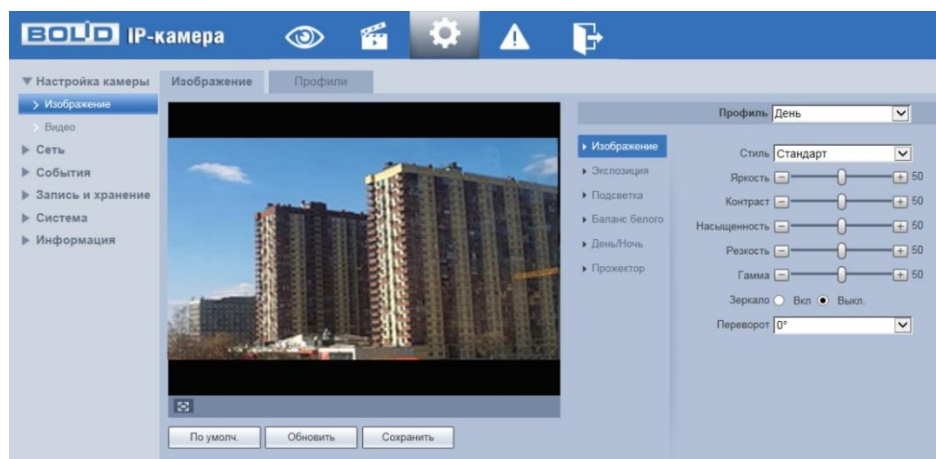 BOLID IP-камера
Настройка камеры
Изображение
Видео
Сеть
События
Запись и хранение
Система
Информация
Изображение
Профили
По умолч.
Обновить
Сохранить
Профиль День
Изображение
Экспозиция
Подсветка
Баланс белого
День/Ночь
Прожектор
Стиль Стандарт
Яркость 50
Контраст 50
Насыщенность 50
Резкость 50
Гамма 50
Зеркало Вкл Выкл.
Переворот 0°